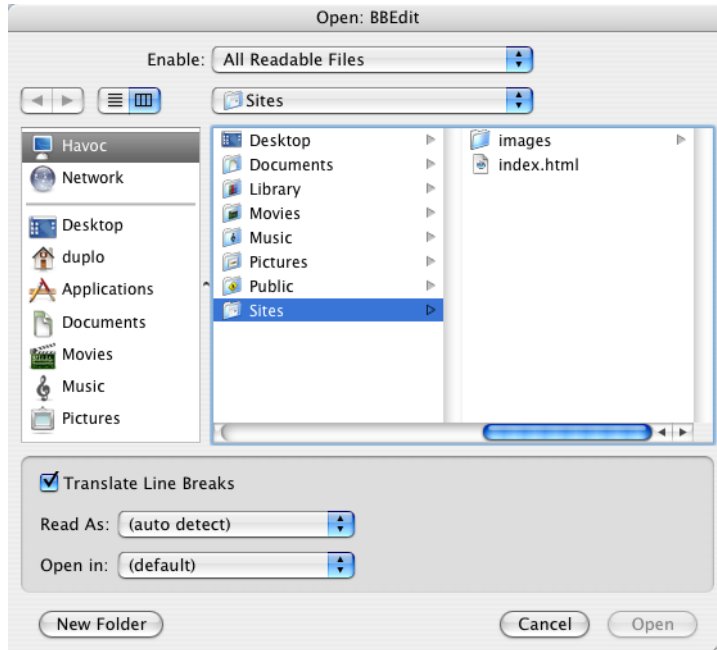 Open: BBEdit
Enable: All Readable Files
Sites
Havoc
Network
Desktop
duplo
Applications
Documents
Movies
Music
Pictures
Desktop
Documents
Library
Movies
Music
Pictures
Public
Sites
images
index.html
Translate Line Breaks
Read As: (auto detect)
Open in: (default)
New Folder
Cancel
Open